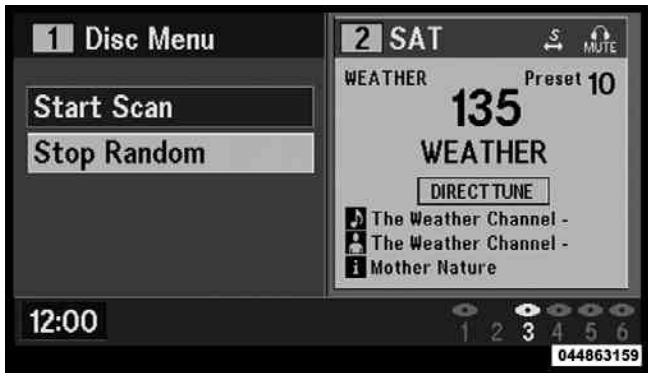 1 Disc Menu
Start Scan
Stop Random
2 SAT
S
MUTE
WEATHER
Preset 10
135
WEATHER
DIRECT TUNE
The Weather Channel -
The Weather Channel -
i Mother Nature
12:00
1 2 3 4 5 6
044863159